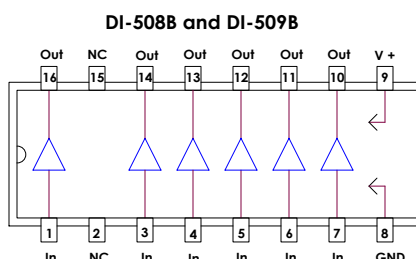 DI-508B and DI-509B
Out NC Out Out Out Out Out V +
16 15 14 13 12 11 10 9
1 2 3 4 5 6 7 8
In NC In In In In In GND